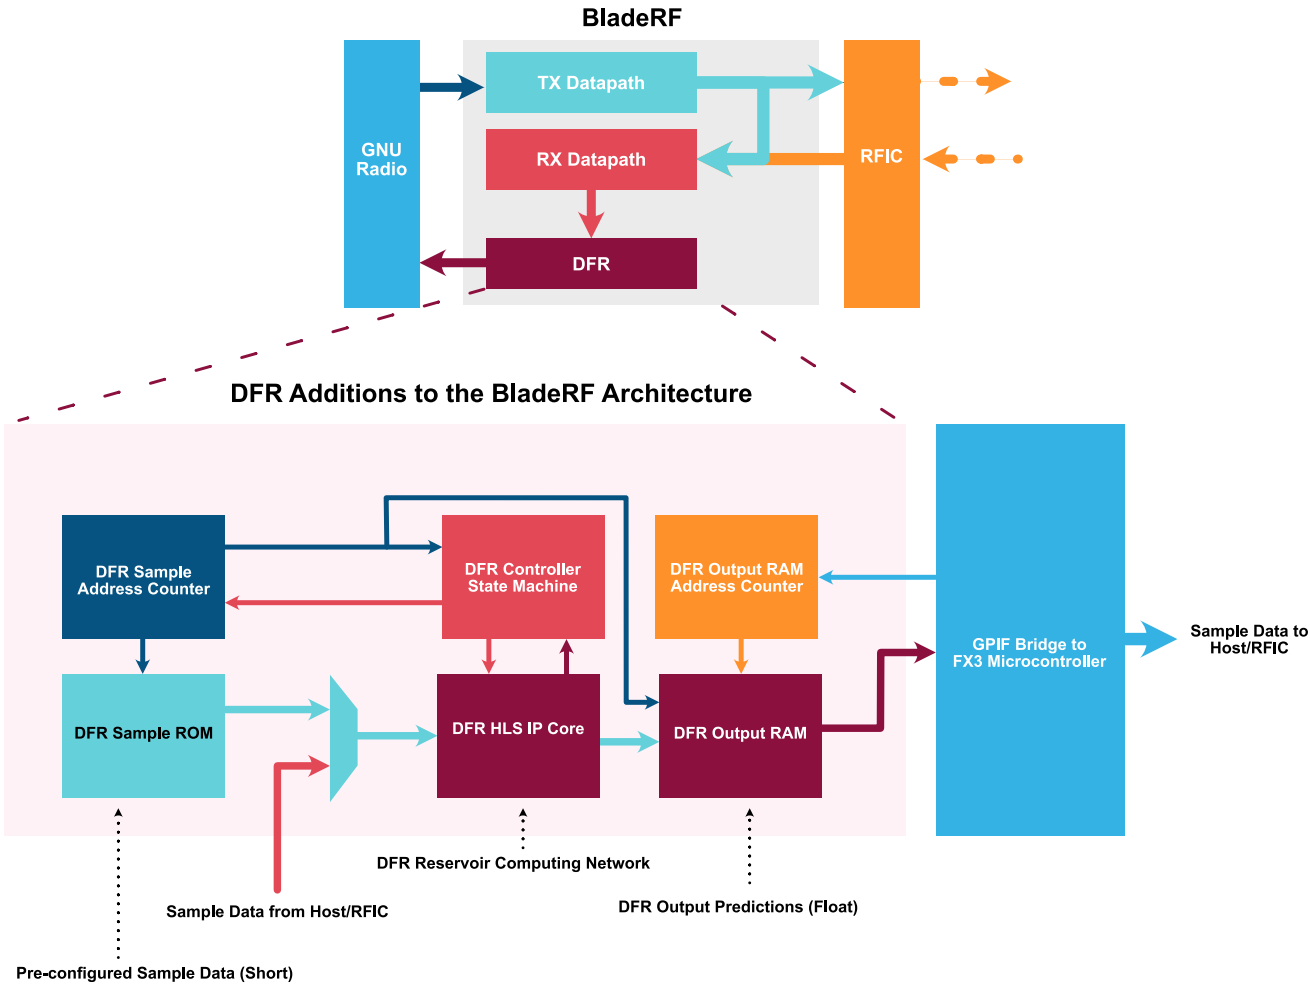 BladeRF
GNU
Radio
TX Datapath
RX Datapath
DFR
RFIC
DFR Additions to the BladeRF Architecture
DFR Sample
Address Counter
DFR Controller
State Machine
DFR Output RAM
Address Counter
GPIF Bridge to
FX3 Microcontroller
Sample Data to
Host/RFIC
DFR Sample ROM
DFR HLS IP Core
DFR Output RAM
DFR Reservoir Computing Network
Sample Data from Host/RFIC
DFR Output Predictions (Float)
Pre-configured Sample Data (Short)